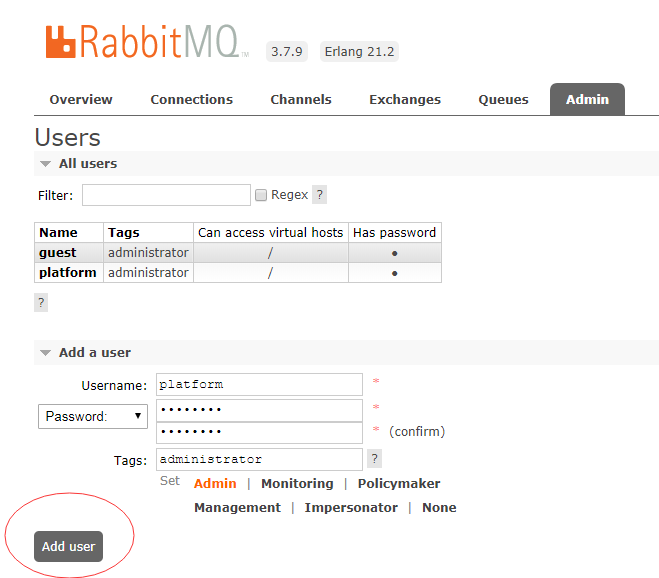 RabbitMQ™ 3.7.9 Erlang 21.2
Overview Connections Channels Exchanges Queues Admin
Users
All users
Filter: Regex ?
Name Tags Can access virtual hosts Has password
guest administrator / ●
platform administrator / ●
?
Add a user
Username: platform *
Password: •••••••• *
•••••••• * (confirm)
Tags: administrator ?
Set Admin | Monitoring | Policymaker
Management | Impersonator | None
Add user